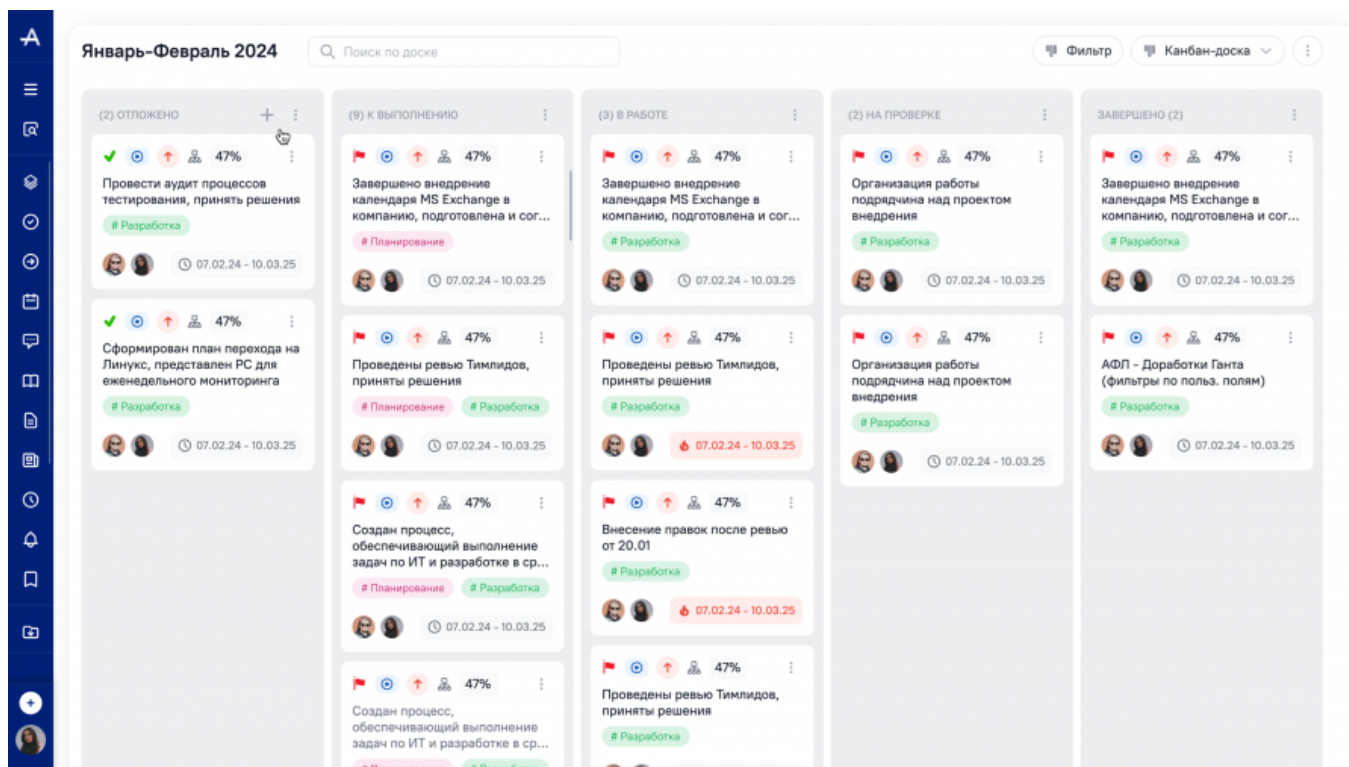 Январь-Февраль 2024
Поиск по доске
Фильтр
Канбан-доска
(2) ОТЛОЖЕНО
47%
Провести аудит процессов
тестирования, принять решения
# Разработка
07.02.24 - 10.03.25
47%
Сформирован план перехода на
Линукс, представлен РС для
еженедельного мониторинга
# Разработка
07.02.24 - 10.03.25
(9) К ВЫПОЛНЕНИЮ
47%
Завершено внедрение
календаря MS Exchange в
компанию, подготовлена и сог...
# Планирование
07.02.24 - 10.03.25
47%
Проведены ревью Тимлидов,
приняты решения
# Планирование # Разработка
07.02.24 - 10.03.25
47%
Создан процесс,
обеспечивающий выполнение
задач по ИТ и разработке в ср...
# Планирование # Разработка
07.02.24 - 10.03.25
47%
Создан процесс,
обеспечивающий выполнение
задач по ИТ и разработке в ср...
(3) В РАБОТЕ
47%
Завершено внедрение
календаря MS Exchange в
компанию, подготовлена и сог...
# Разработка
07.02.24 - 10.03.25
47%
Проведены ревью Тимлидов,
приняты решения
# Разработка
07.02.24 - 10.03.25
47%
Внесение правок после ревью
от 20.01
# Разработка
07.02.24 - 10.03.25
47%
Проведены ревью Тимлидов,
приняты решения
# Разработка
(2) НА ПРОВЕРКЕ
47%
Организация работы
подрядчина над проектом
внедрения
# Разработка
07.02.24 - 10.03.25
47%
Организация работы
подрядчина над проектом
внедрения
# Разработка
07.02.24 - 10.03.25
ЗАВЕРШЕНО (2)
47%
Завершено внедрение
календаря MS Exchange в
компанию, подготовлена и сог...
# Разработка
07.02.24 - 10.03.25
47%
АФЛ - Доработки Ганта
(фильтры по польз. полям)
# Разработка
07.02.24 - 10.03.25